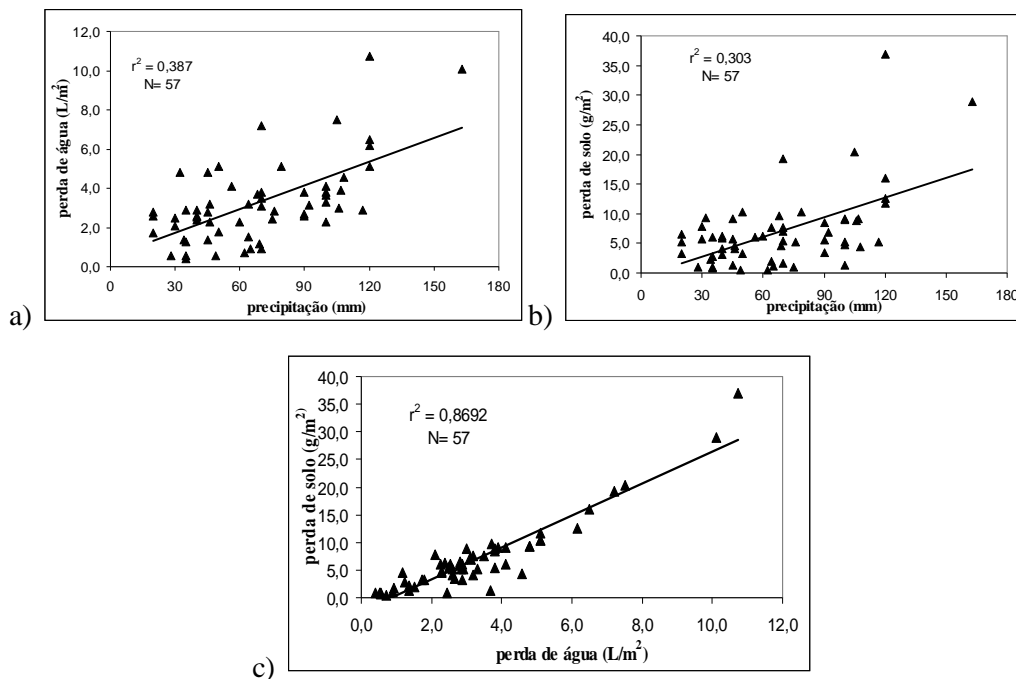 12,0
10,0
8,0
6,0
4,0
2,0
0,0
perda de água (L/m²)
r² = 0,387
N= 57
0 30 60 90 120 150 180
precipitação (mm)
a)
40,0
35,0
30,0
25,0
20,0
15,0
10,0
5,0
0,0
perda de solo (g/m²)
r² = 0,303
N= 57
0 30 60 90 120 150 180
precipitação (mm)
b)
40,0
35,0
30,0
25,0
20,0
15,0
10,0
5,0
0,0
perda de solo (g/m²)
r² = 0,8692
N= 57
0,0 2,0 4,0 6,0 8,0 10,0 12,0
perda de água (L/m²)
c)